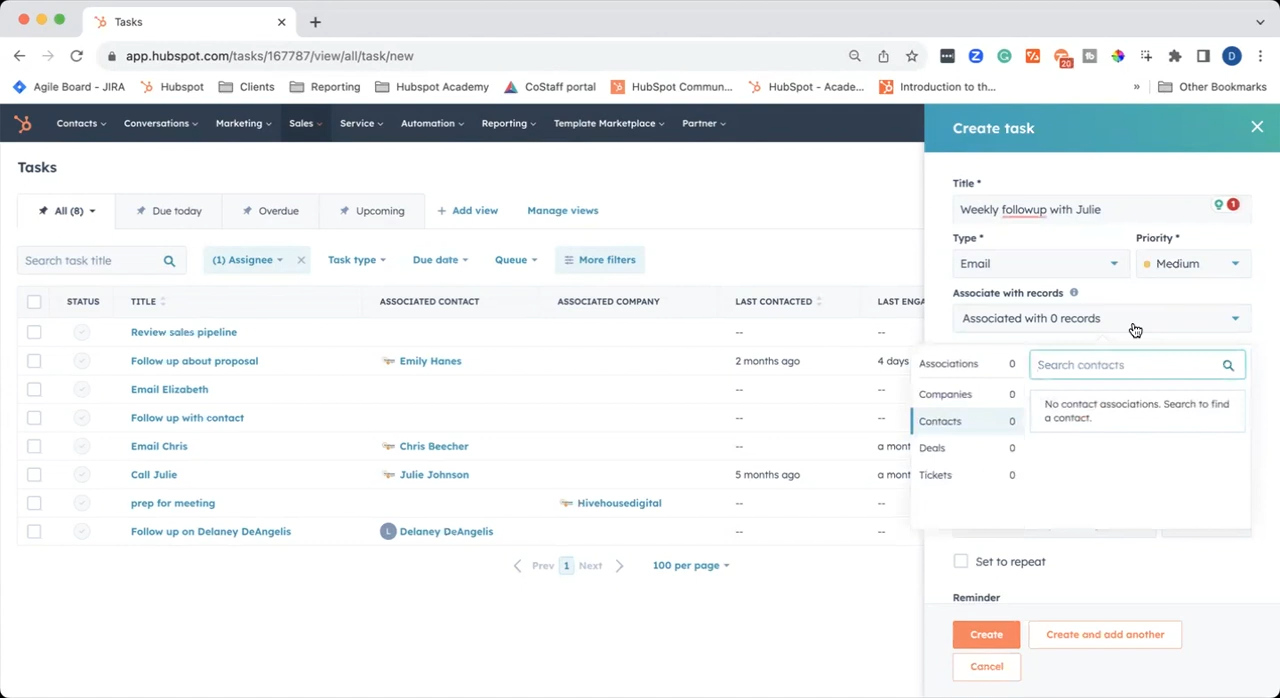 Tasks
app.hubspot.com/tasks/167787/view/all/task/new
20
D
Agile Board - JIRA Hubspot Clients Reporting Hubspot Academy CoStaff portal HubSpot Commun... HubSpot - Acade... Introduction to th... » Other Bookmarks
Contacts Conversations Marketing Sales Service Automation Reporting Template Marketplace Partner
Create task
Tasks
All (8) Due today Overdue Upcoming + Add view Manage views
Search task title (1) Assignee Task type Due date Queue More filters
STATUS TITLE ASSOCIATED CONTACT ASSOCIATED COMPANY LAST CONTACTED LAST ENGA
Review sales pipeline --
Follow up about proposal Emily Hanes 2 months ago 4 days
Email Elizabeth -- --
Follow up with contact -- --
Email Chris Chris Beecher -- a mont
Call Julie Julie Johnson 5 months ago a mont
prep for meeting Hivehousedigital -- --
Follow up on Delaney DeAngelis L Delaney DeAngelis -- --
Prev 1 Next 100 per page
Title *
Weekly followup with Julie 1
Type * Priority *
Email Medium
Associate with records
Associated with 0 records
Associations 0
Companies 0
Contacts 0
Deals 0
Tickets 0
Search contacts
No contact associations. Search to find
a contact.
Set to repeat
Reminder
Create Create and add another
Cancel